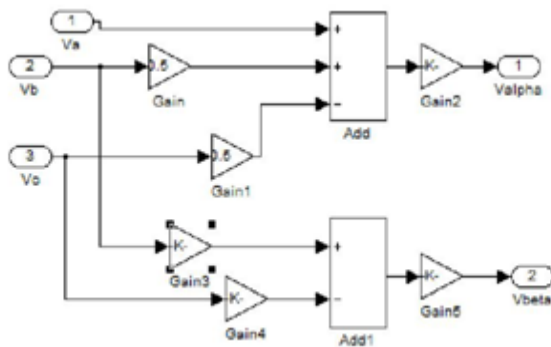 1
Va
2
Vb
3
Vc
0.5
Gain
0.5
Gain1
+
+
−
Add
K-
Gain2
1
Valpha
K-
Gain3
K-
Gain4
+
−
Add1
K-
Gain5
2
Vbeta